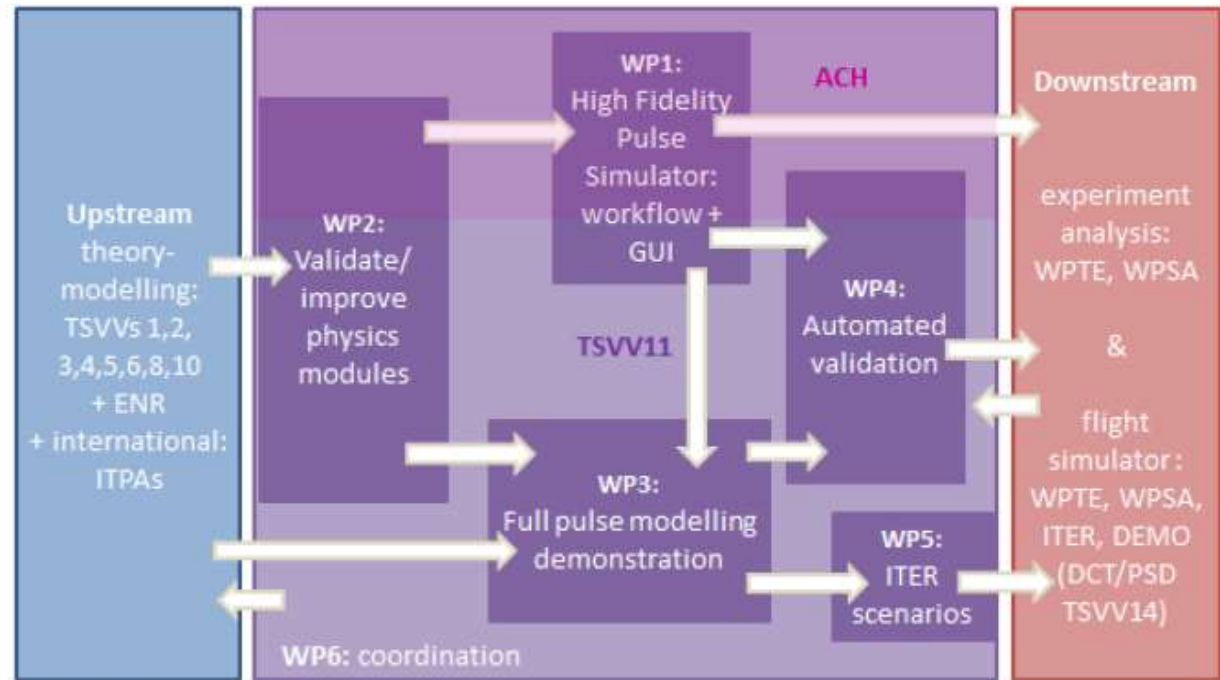 Upstream
theory-
modelling:
TSVVs 1,2,
3,4,5,6,8,10
+ ENR
+ international:
ITPAs
WP2:
Validate/
improve
physics
modules
WP1:
High Fidelity
Pulse
Simulator:
workflow +
GUI
ACH
TSVV11
WP4:
Automated
validation
WP3:
Full pulse modelling
demonstration
WP5:
ITER
scenarios
WP6: coordination
Downstream
experiment
analysis:
WPTE, WPSA
&
flight
simulator :
WPTE, WPSA,
ITER, DEMO
(DCT/PSD
TSVV14)